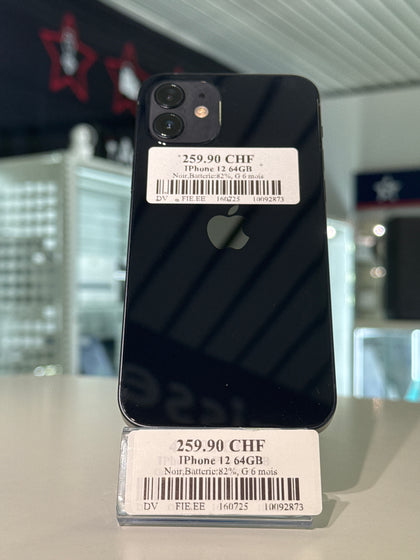 259.90 CHF
IPhone 12 64GB
Noir,Batterie:82%, G 6 mois
DV FIE.EE 160725 10092873
259.90 CHF
IPhone 12 64GB
Noir,Batterie:82%, G 6 mois
DV FIE.EE 160725 10092873